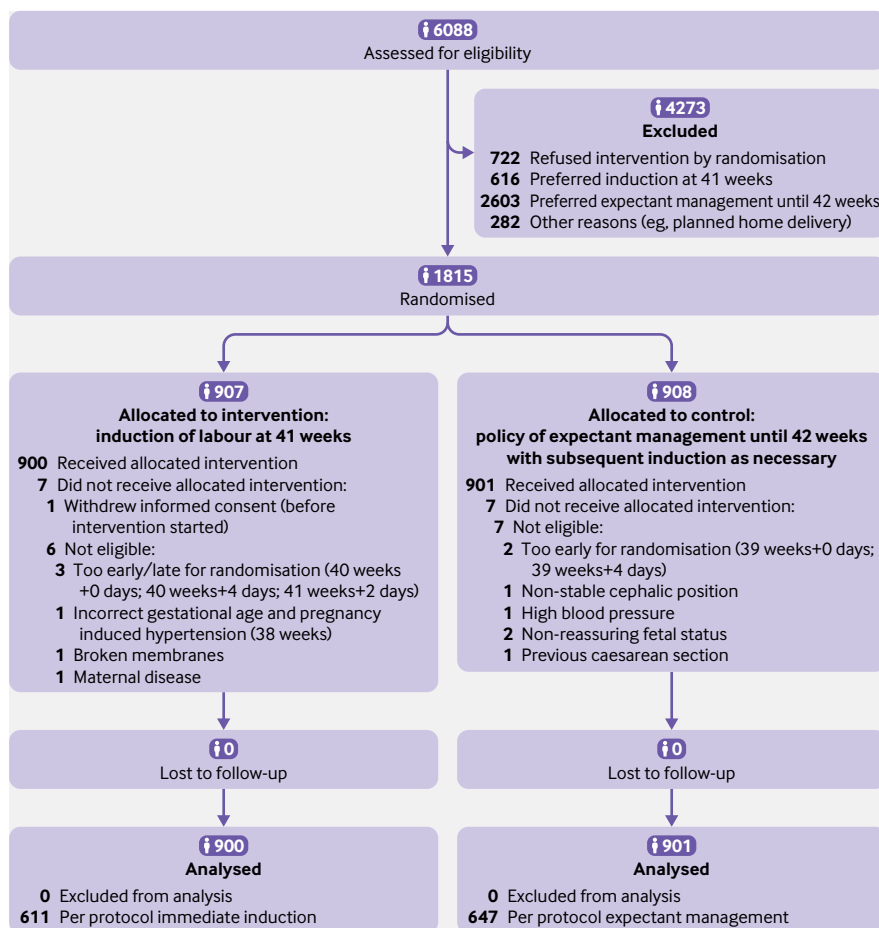 6088
Assessed for eligibility
4273
Excluded
722 Refused intervention by randomisation
616 Preferred induction at 41 weeks
2603 Preferred expectant management until 42 weeks
282 Other reasons (eg, planned home delivery)
1815
Randomised
907
Allocated to intervention:
induction of labour at 41 weeks
900 Received allocated intervention
7 Did not receive allocated intervention:
1 Withdrew informed consent (before
intervention started)
6 Not eligible:
3 Too early/late for randomisation (40 weeks
+0 days; 40 weeks+4 days; 41 weeks+2 days)
1 Incorrect gestational age and pregnancy
induced hypertension (38 weeks)
1 Broken membranes
1 Maternal disease
908
Allocated to control:
policy of expectant management until 42 weeks
with subsequent induction as necessary
901 Received allocated intervention
7 Did not receive allocated intervention:
7 Not eligible:
2 Too early for randomisation (39 weeks+0 days;
39 weeks+4 days)
1 Non-stable cephalic position
1 High blood pressure
2 Non-reassuring fetal status
1 Previous caesarean section
0
Lost to follow-up
0
Lost to follow-up
900
Analysed
0 Excluded from analysis
611 Per protocol immediate induction
901
Analysed
0 Excluded from analysis
647 Per protocol expectant management